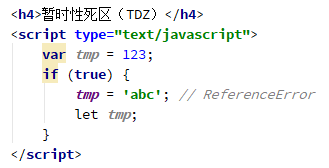 <h4>暂时性死区（TDZ）</h4>
<script type="text/javascript">
    var tmp = 123;
    if (true) {
        tmp = 'abc'; // ReferenceError
        let tmp;
    }
</script>